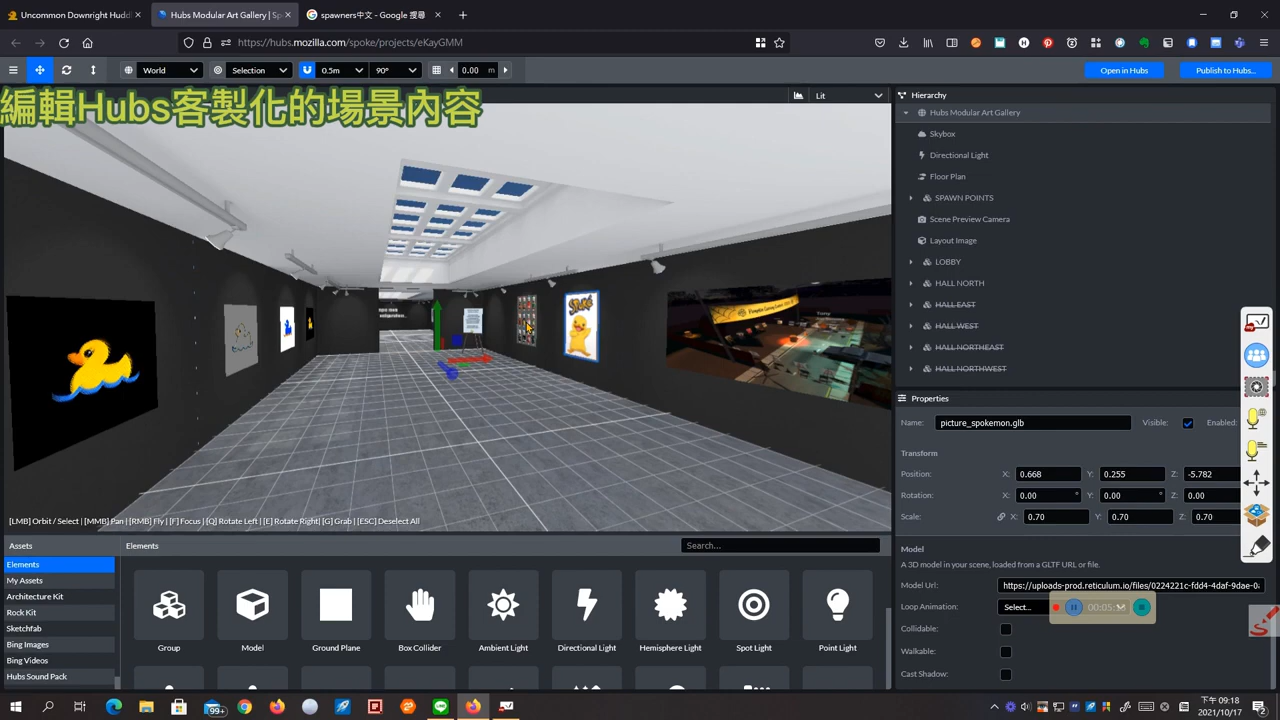 Uncommon Downright Hudd
Hubs Modular Art Gallery | Sp
spawners中文 - Google 搜尋
https://hubs.mozilla.com/spoke/projects/eKayGMM
World
Selection
0.5m
90°
0.00 m
Open in Hubs
Publish to Hubs...
編輯Hubs客製化的場景內容
Lit
Hierarchy
Hubs Modular Art Gallery
Skybox
Directional Light
Floor Plan
SPAWN POINTS
Scene Preview Camera
Layout Image
LOBBY
HALL NORTH
HALL EAST
HALL WEST
HALL NORTHEAST
HALL NORTHWEST
Properties
Name: picture_spokemon.glb Visible: Enabled:
Transform
Position: X: 0.668 Y: 0.255 Z: -5.782
Rotation: X: 0.00 ° Y: 0.00 ° Z: 0.00
Scale: X: 0.70 Y: 0.70 Z: 0.70
[LMB] Orbit / Select | [MMB] Pan | [RMB] Fly | [F] Focus | [Q] Rotate Left | [E] Rotate Right| [G] Grab | [ESC] Deselect All
Model
A 3D model in your scene, loaded from a GLTF URL or file.
Model Url: https://uploads-prod.reticulum.io/files/0224221c-fdd4-4daf-9dae-0
Loop Animation: Select...
00:05:
Collidable:
Walkable:
Cast Shadow:
Assets
Elements
My Assets
Architecture Kit
Rock Kit
Sketchfab
Bing Images
Bing Videos
Hubs Sound Pack
Elements
Search...
Group
Model
Ground Plane
Box Collider
Ambient Light
Directional Light
Hemisphere Light
Spot Light
Point Light
99+
下午 09:18
2021/10/17
2